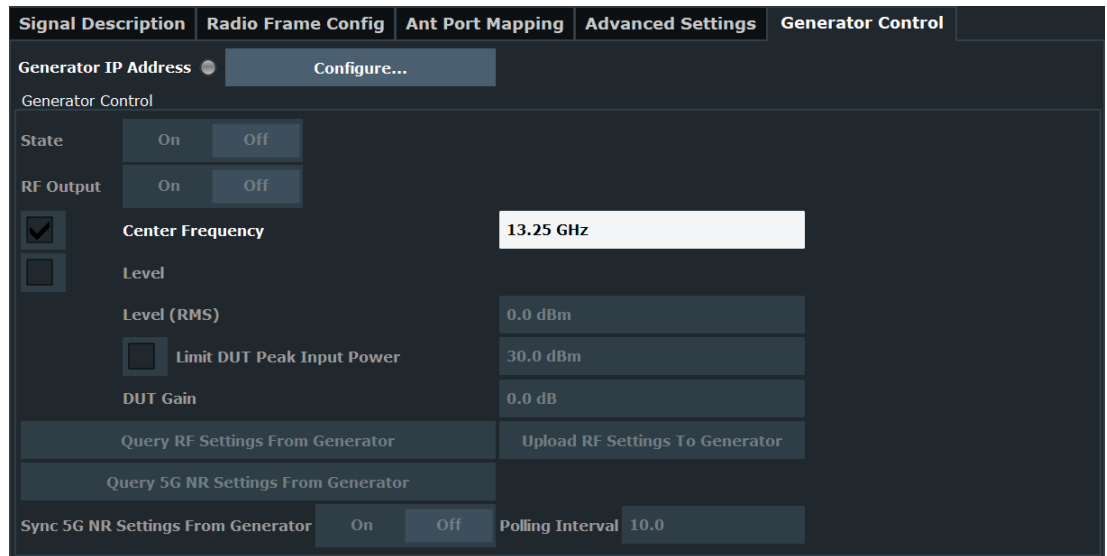 Signal Description Radio Frame Config Ant Port Mapping Advanced Settings Generator Control
Generator IP Address Configure...
Generator Control
State On Off
RF Output On Off
Center Frequency 13.25 GHz
Level
Level (RMS) 0.0 dBm
Limit DUT Peak Input Power 30.0 dBm
DUT Gain 0.0 dB
Query RF Settings From Generator Upload RF Settings To Generator
Query 5G NR Settings From Generator
Sync 5G NR Settings From Generator On Off Polling Interval 10.0